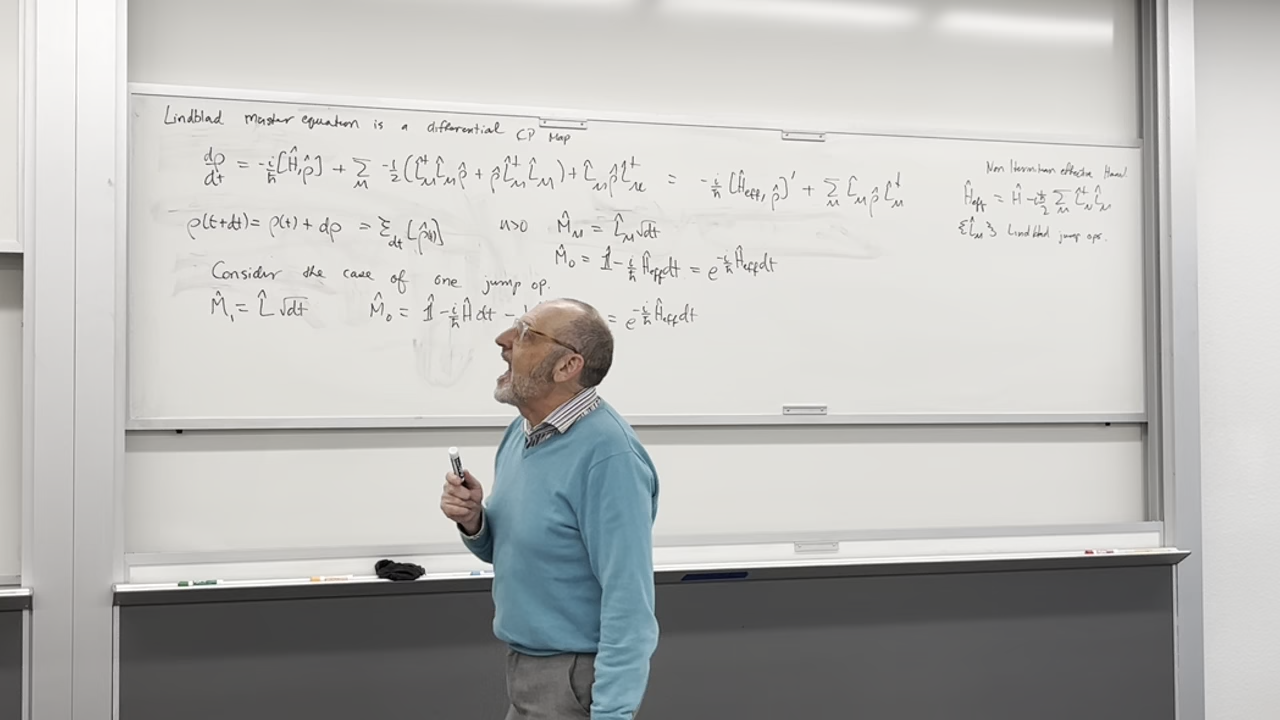 Lindblad master equation is a differential CP Map
dρ/dt = -i/ħ[Ĥ,ρ̂] + Σ_μ -1/2(L̂†_μ L̂_μ ρ̂ + ρ̂ L̂†_μ L̂_μ) + L̂_μ ρ̂ L̂†_μ = -i/ħ [Ĥ_eff, ρ̂]' + Σ_μ L̂_μ ρ̂ L̂†_μ
ρ(t+dt) = ρ(t) + dρ = Σ_dt [ρ̂(t)] μ>0 M̂_μ = L̂_μ √dt
M̂_0 = 𝟙̂ - i/ħ Ĥ_eff dt = e^{-i/ħ Ĥ_eff dt}
Consider the case of one jump op.
M̂_1 = L̂ √dt M̂_0 = 𝟙̂ - i/ħ Ĥ dt - = e^{-i/ħ Ĥ_eff dt}
Non Hermitian effective Hamil
Ĥ_eff = Ĥ - iħ/2 Σ_μ L̂†_μ L̂_μ
{L̂_μ} Lindblad jump ops.